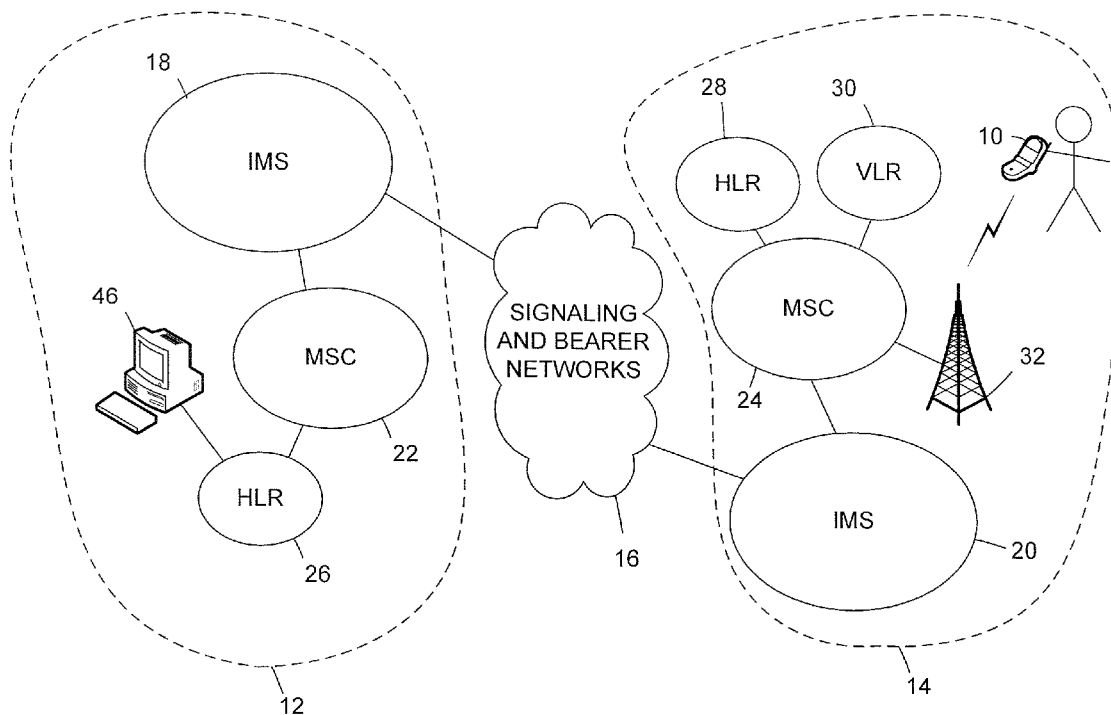 18
IMS
46
MSC
22
HLR
26
12
SIGNALING
AND BEARER
NETWORKS
16
28
30
10
HLR
VLR
MSC
24
32
IMS
20
14